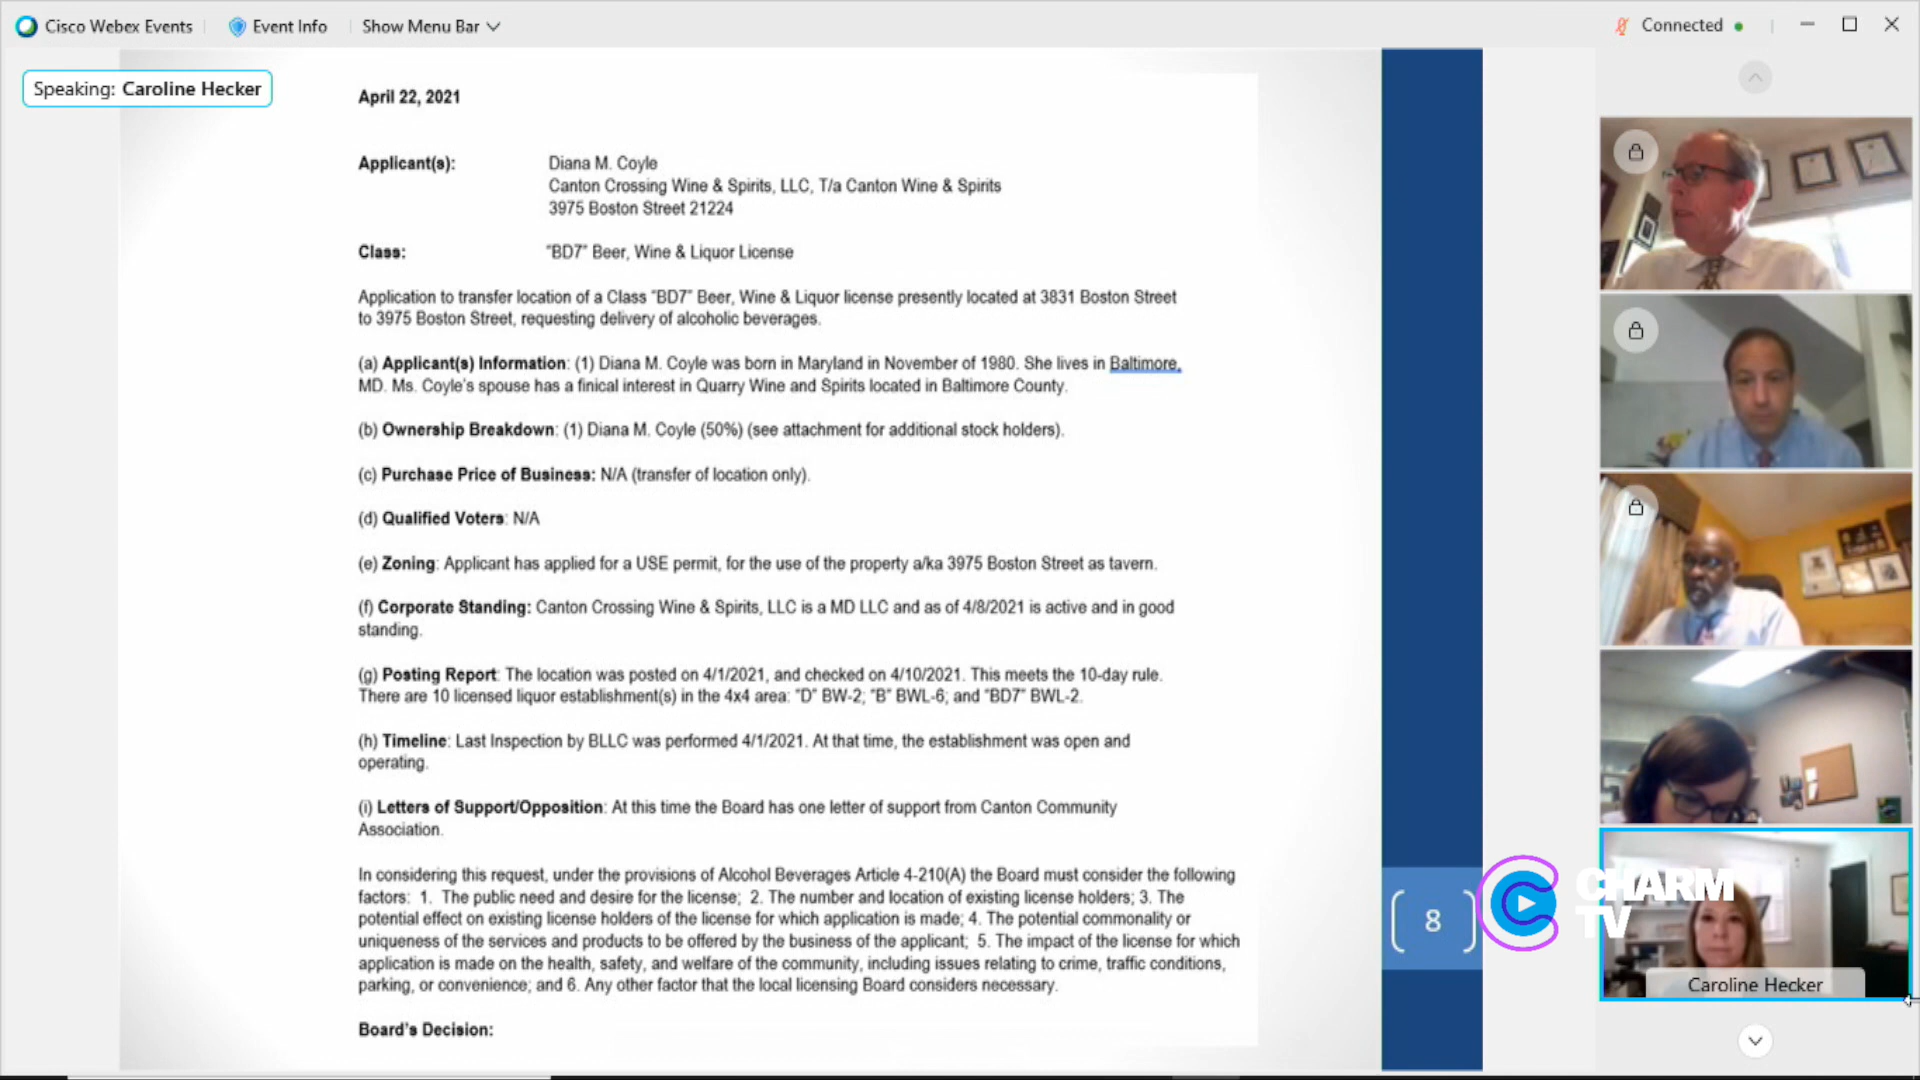 Cisco Webex Events
Event Info
Show Menu Bar
Connected
Speaking: Caroline Hecker
April 22, 2021
Applicant(s): Diana M. Coyle
Canton Crossing Wine & Spirits, LLC, T/a Canton Wine & Spirits
3975 Boston Street 21224
Class: "BD7" Beer, Wine & Liquor License
Application to transfer location of a Class "BD7" Beer, Wine & Liquor license presently located at 3831 Boston Street
to 3975 Boston Street, requesting delivery of alcoholic beverages.
(a) Applicant(s) Information: (1) Diana M. Coyle was born in Maryland in November of 1980. She lives in Baltimore,
MD. Ms. Coyle's spouse has a finical interest in Quarry Wine and Spirits located in Baltimore County.
(b) Ownership Breakdown: (1) Diana M. Coyle (50%) (see attachment for additional stock holders).
(c) Purchase Price of Business: N/A (transfer of location only).
(d) Qualified Voters: N/A
(e) Zoning: Applicant has applied for a USE permit, for the use of the property a/ka 3975 Boston Street as tavern.
(f) Corporate Standing: Canton Crossing Wine & Spirits, LLC is a MD LLC and as of 4/8/2021 is active and in good
standing.
(g) Posting Report: The location was posted on 4/1/2021, and checked on 4/10/2021. This meets the 10-day rule.
There are 10 licensed liquor establishment(s) in the 4x4 area: "D" BW-2; "B" BWL-6; and "BD7" BWL-2.
(h) Timeline: Last Inspection by BLLC was performed 4/1/2021. At that time, the establishment was open and
operating.
(i) Letters of Support/Opposition: At this time the Board has one letter of support from Canton Community
Association.
In considering this request, under the provisions of Alcohol Beverages Article 4-210(A) the Board must consider the following
factors: 1. The public need and desire for the license; 2. The number and location of existing license holders; 3. The
potential effect on existing license holders of the license for which application is made; 4. The potential commonality or
uniqueness of the services and products to be offered by the business of the applicant; 5. The impact of the license for which
application is made on the health, safety, and welfare of the community, including issues relating to crime, traffic conditions,
parking, or convenience; and 6. Any other factor that the local licensing Board considers necessary.
Board's Decision:
8
CHARM
TV
Caroline Hecker